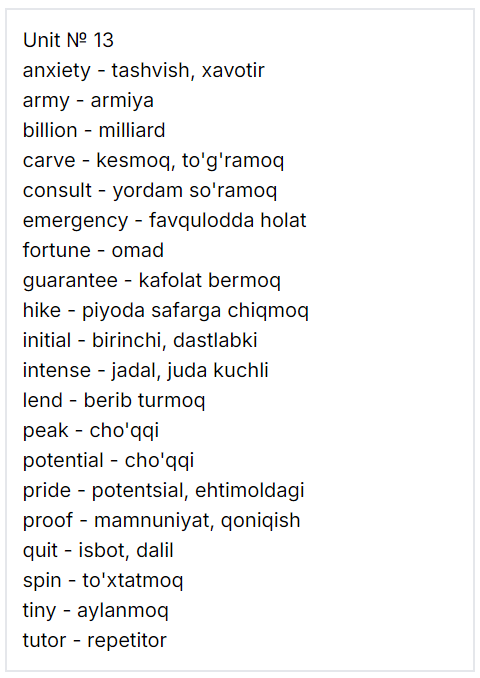 Unit № 13
anxiety - tashvish, xavotir
army - armiya
billion - milliard
carve - kesmoq, to'g'ramoq
consult - yordam so'ramoq
emergency - favqulodda holat
fortune - omad
guarantee - kafolat bermoq
hike - piyoda safarga chiqmoq
initial - birinchi, dastlabki
intense - jadal, juda kuchli
lend - berib turmoq
peak - cho'qqi
potential - cho'qqi
pride - potentsial, ehtimoldagi
proof - mamnuniyat, qoniqish
quit - isbot, dalil
spin - to'xtatmoq
tiny - aylanmoq
tutor - repetitor